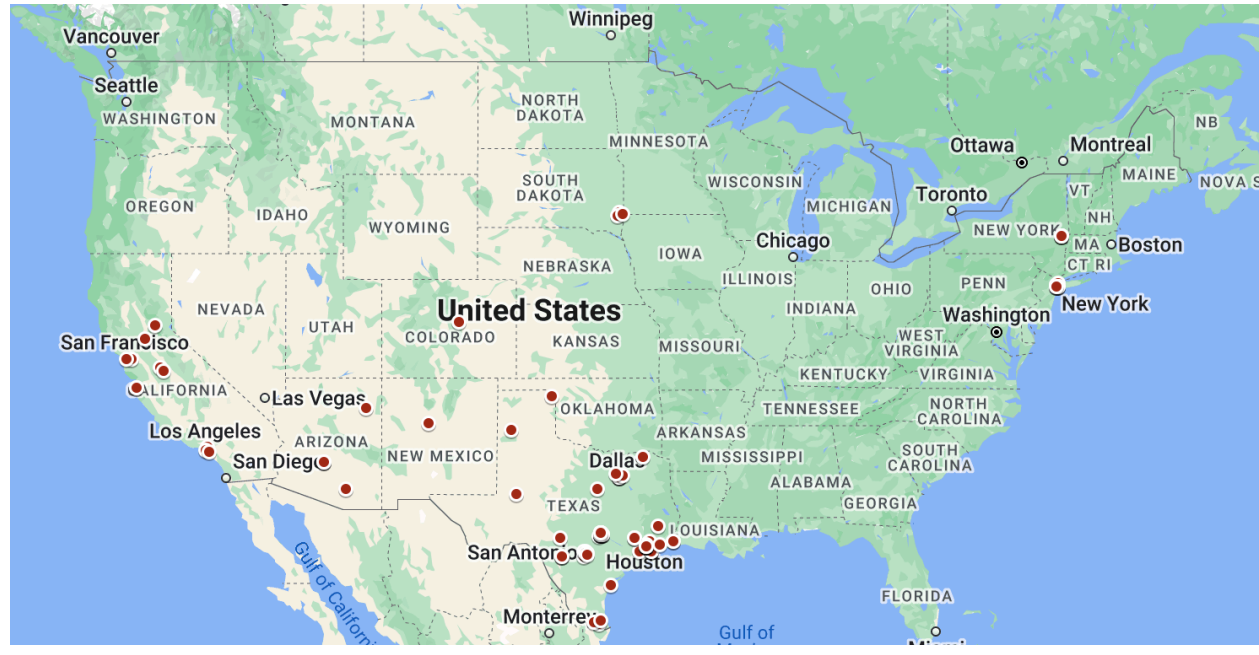 Winnipeg
Vancouver
Seattle
WASHINGTON
MONTANA
NORTH
DAKOTA
MINNESOTA
Ottawa
Montreal
NB
MAINE
NOVA S
VT
NH
SOUTH
DAKOTA
WISCONSIN
MICHIGAN
Toronto
OREGON
IDAHO
WYOMING
NEW YORK
MA
Boston
CT RI
Chicago
IOWA
NEBRASKA
ILLINOIS
INDIANA
OHIO
PENN
New York
NEVADA
UTAH
United States
COLORADO
KANSAS
MISSOURI
WEST
VIRGINIA
Washington
San Francisco
CALIFORNIA
KENTUCKY
VIRGINIA
Las Vegas
OKLAHOMA
TENNESSEE
NORTH
CAROLINA
Los Angeles
ARIZONA
NEW MEXICO
ARKANSAS
SOUTH
CAROLINA
San Diego
Dallas
MISSISSIPPI
ALABAMA
GEORGIA
TEXAS
LOUISIANA
San Antonio
Houston
Gulf of California
FLORIDA
Monterrey
Gulf of
Miami